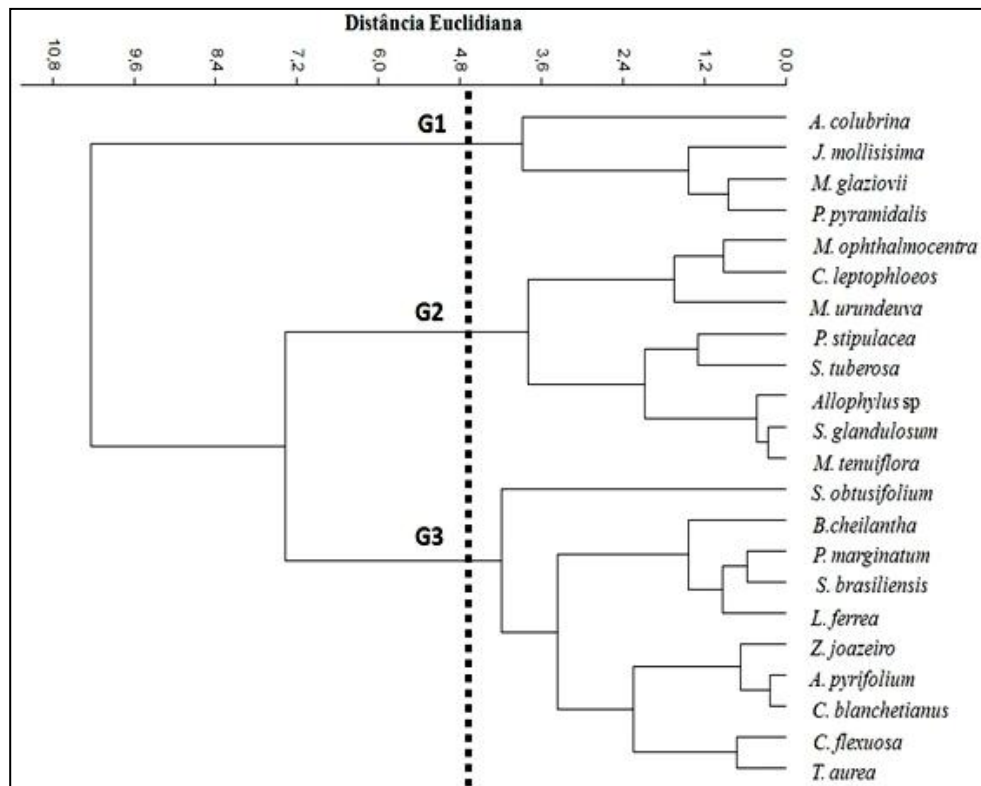 Distância Euclidiana
10,8 9,6 8,4 7,2 6,0 4,8 3,6 2,4 1,2 0,0
G1
A. colubrina
J. mollisisima
M. glaziovii
P. pyramidalis
M. ophthalmocentra
C. leptophloeos
G2
M. urundeuva
P. stipulacea
S. tuberosa
Allophylus sp
S. glandulosum
M. tenuiflora
S. obtusifolium
G3
B.cheilantha
P. marginatum
S. brasiliensis
L. ferrea
Z. joazeiro
A. pyrifolium
C. blanchetianus
C. flexuosa
T. aurea